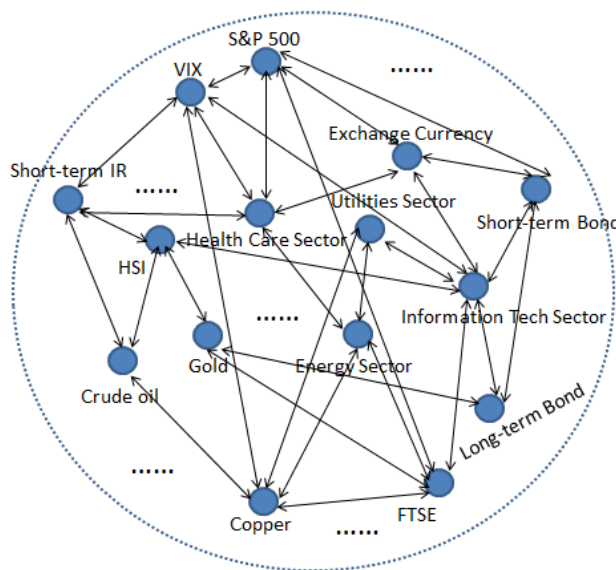 S&P 500
......
VIX
Exchange Currency
Short-term IR
......
Utilities Sector
Short-term Bond
Health Care Sector
HSI
......
Information Tech Sector
Gold
Energy Sector
Crude oil
Long-term Bond
......
Copper
FTSE
......